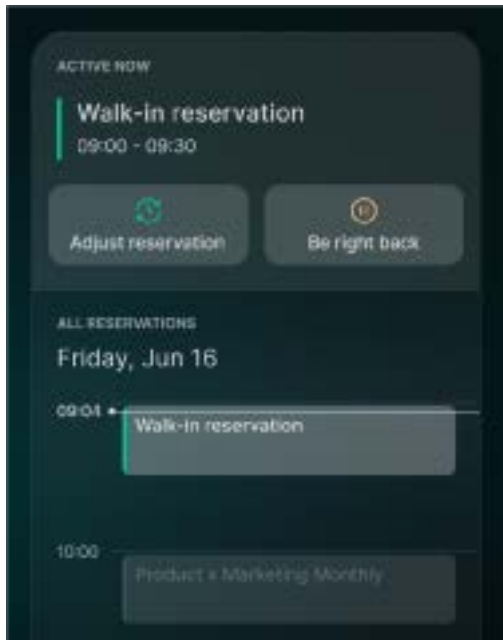 ACTIVE NOW
Walk-in reservation
09:00 - 09:30
Adjust reservation
Be right back
ALL RESERVATIONS
Friday, Jun 16
09:04
Walk-in reservation
10:00
Product x Marketing Monthly